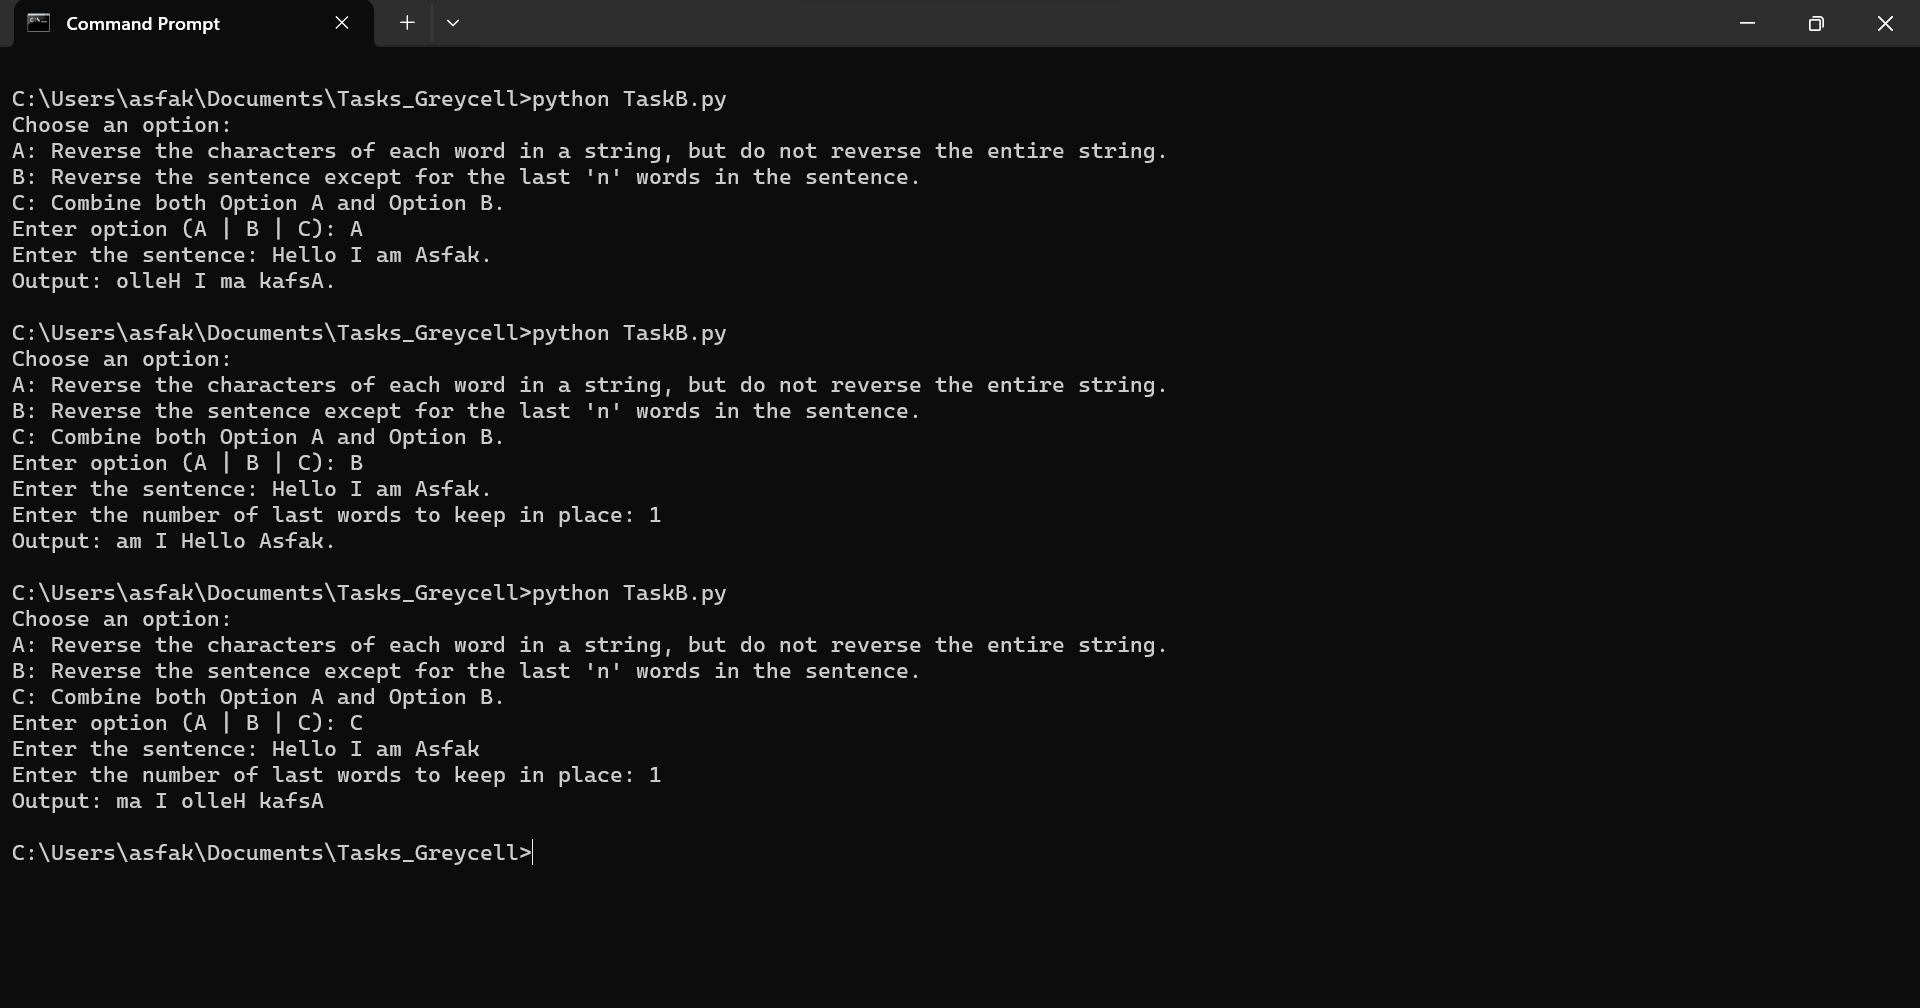 Command Prompt
C:\Users\asfak\Documents\Tasks_Greycell>python TaskB.py
Choose an option:
A: Reverse the characters of each word in a string, but do not reverse the entire string.
B: Reverse the sentence except for the last 'n' words in the sentence.
C: Combine both Option A and Option B.
Enter option (A | B | C): A
Enter the sentence: Hello I am Asfak.
Output: olleH I ma kafsA.
C:\Users\asfak\Documents\Tasks_Greycell>python TaskB.py
Choose an option:
A: Reverse the characters of each word in a string, but do not reverse the entire string.
B: Reverse the sentence except for the last 'n' words in the sentence.
C: Combine both Option A and Option B.
Enter option (A | B | C): B
Enter the sentence: Hello I am Asfak.
Enter the number of last words to keep in place: 1
Output: am I Hello Asfak.
C:\Users\asfak\Documents\Tasks_Greycell>python TaskB.py
Choose an option:
A: Reverse the characters of each word in a string, but do not reverse the entire string.
B: Reverse the sentence except for the last 'n' words in the sentence.
C: Combine both Option A and Option B.
Enter option (A | B | C): C
Enter the sentence: Hello I am Asfak
Enter the number of last words to keep in place: 1
Output: ma I olleH kafsA
C:\Users\asfak\Documents\Tasks_Greycell>